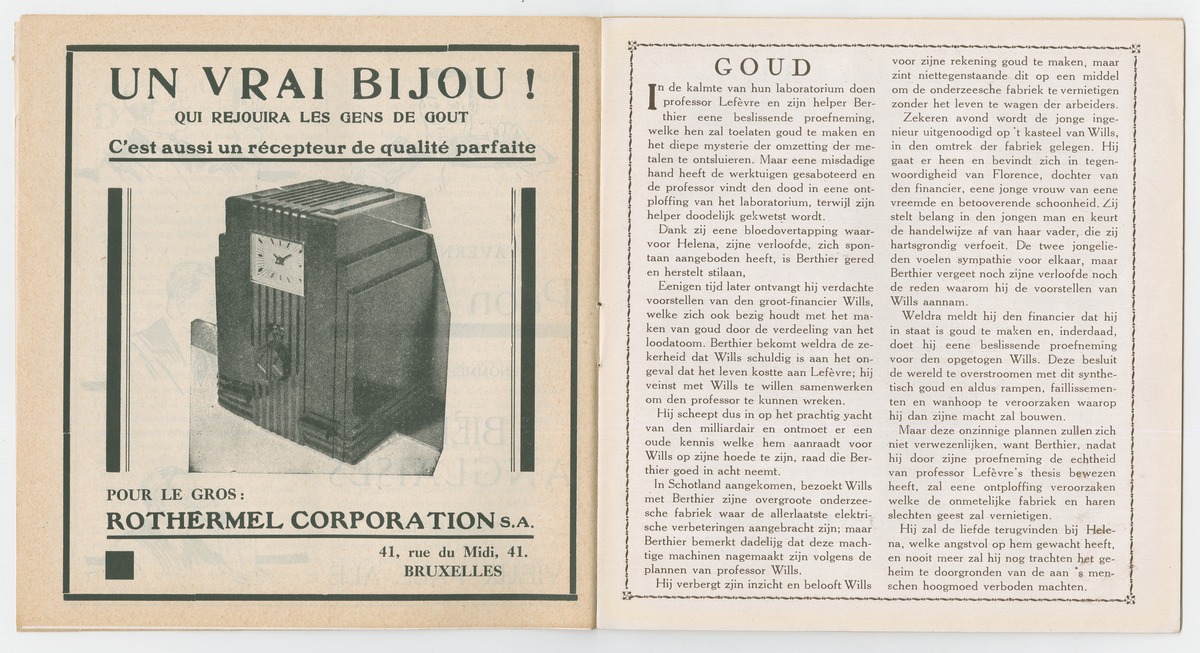 UN VRAI BIJOU !
QUI REJOUIRA LES GENS DE GOUT
C'est aussi un récepteur de qualité parfaite
POUR LE GROS :
ROTHERMEL CORPORATION S.A.
41, rue du Midi, 41.
BRUXELLES
GOUD
In de kalmte van hun laboratorium doen
professor Lefèvre en zijn helper Ber-
thier eene beslissende proefneming,
welke hen zal toelaten goud te maken en
het diepe mysterie der omzetting der me-
talen te ontsluieren. Maar eene misdadige
hand heeft de werktuigen gesaboteerd en
de professor vindt den dood in eene ont-
ploffing van het laboratorium, terwijl zijn
helper doodelijk gekwetst wordt.
Dank zij eene bloedovertapping waar-
voor Helena, zijne verloofde, zich spon-
taan aangeboden heeft, is Berthier gered
en herstelt stilaan,
Eenigen tijd later ontvangt hij verdachte
voorstellen van den groot-financier Wills,
welke zich ook bezig houdt met het ma-
ken van goud door de verdeeling van het
loodatoom. Berthier bekomt weldra de ze-
kerheid dat Wills schuldig is aan het on-
geval dat het leven kostte aan Lefèvre; hij
veinst met Wills te willen samenwerken
om den professor te kunnen wreken.
Hij scheept dus in op het prachtig yacht
van den milliardair en ontmoet er een
oude kennis welke hem aanraadt voor
Wills op zijne hoede te zijn, raad die Ber-
thier goed in acht neemt.
In Schotland aangekomen, bezoekt Wills
met Berthier zijne overgroote onderzee-
sche fabriek waar de allerlaatste elektri-
sche verbeteringen aangebracht zijn; maar
Berthier bemerkt dadelijk dat deze mach-
tige machinen nagemaakt zijn volgens de
plannen van professor Wills.
Hij verbergt zjin inzicht en belooft Wills
voor zijne rekening goud te maken, maar
zint niettegenstaande dit op een middel
om de onderzeesche fabriek te vernietigen
zonder het leven te wagen der arbeiders.
Zekeren avond wordt de jonge inge-
nieur uitgenoodigd op 't kasteel van Wills,
in den omtrek der fabriek gelegen. Hij
gaat er heen en bevindt zich in tegen-
woordigheid van Florence, dochter van
den financier, eene jonge vrouw van eene
vreemde en betooverende schoonheid. Zij
stelt belang in den jongen man en keurt
de handelwijze af van haar vader, die zij
hartsgrondig verfoeit. De twee jongelie-
den voelen sympathie voor elkaar, maar
Berthier vergeet noch zijne verloofde noch
de reden waarom hij de voorstellen van
Wills aannam.
Weldra meldt hij den financier dat hij
in staat is goud te maken en, inderdaad,
doet hij eene beslissende proefneming
voor den opgetogen Wills. Deze besluit
de wereld te overstroomen met dit synthe-
tisch goud en aldus rampen, faillissemen-
ten en wanhoop te veroorzaken waarop
hij dan zijne macht zal bouwen.
Maar deze onzinnige plannen zullen zich
niet verwezenlijken, want Berthier, nadat
hij door zijne proefneming de echtheid
van professor Lefèvre's thesis bewezen
heeft, zal eene ontploffing veroorzaken
welke de onmetelijke fabriek en haren
slechten geest zal vernietigen.
Hij zal de liefde terugvinden bij Hele-
na, welke angstvol op hem gewacht heeft,
en nooit meer zal hij nog trachten het ge-
heim te doorgronden van de aan 's men-
schen hoogmoed verboden machten.